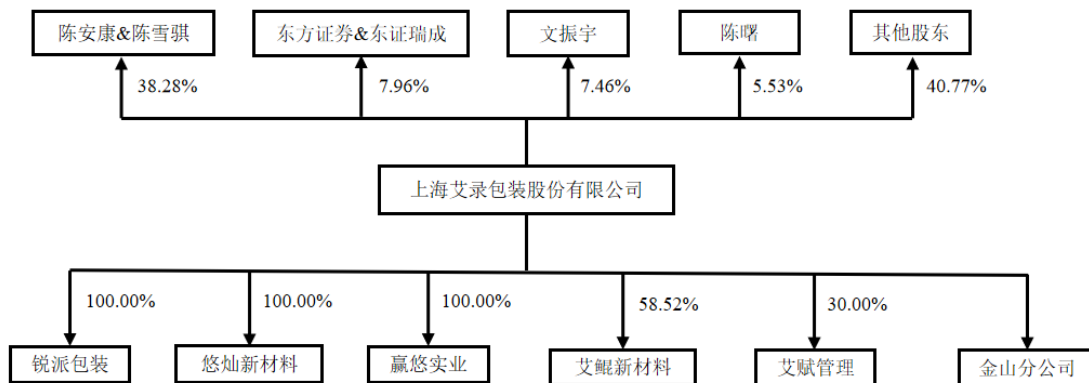 陈安康&陈雪骐
东方证券&东证瑞成
文振宇
陈曙
其他股东
38.28%
7.96%
7.46%
5.53%
40.77%
上海艾录包装股份有限公司
100.00%
100.00%
100.00%
58.52%
30.00%
锐派包装
悠灿新材料
赢悠实业
艾鲲新材料
艾赋管理
金山分公司